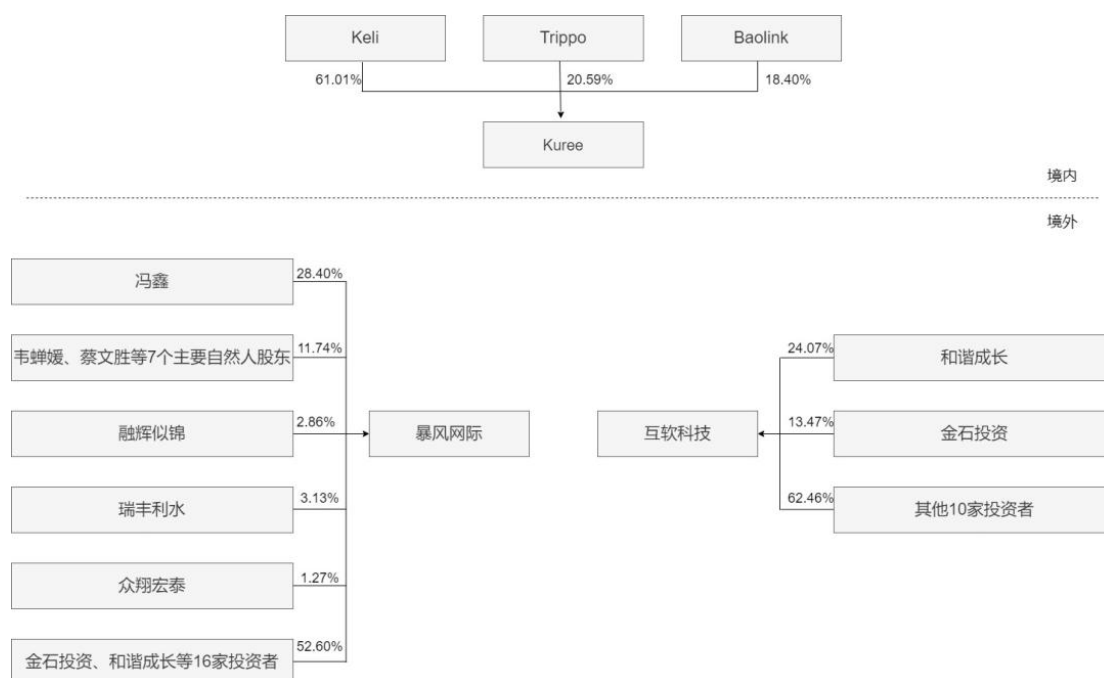 Keli
Trippo
Baolink
61.01%
20.59%
18.40%
Kuree
境内
境外
冯鑫
28.40%
韦婵媛、蔡文胜等7个主要自然人股东
11.74%
24.07%
和谐成长
融辉似锦
2.86%
暴风网际
互软科技
13.47%
金石投资
瑞丰利水
3.13%
62.46%
其他10家投资者
众翔宏泰
1.27%
金石投资、和谐成长等16家投资者
52.60%